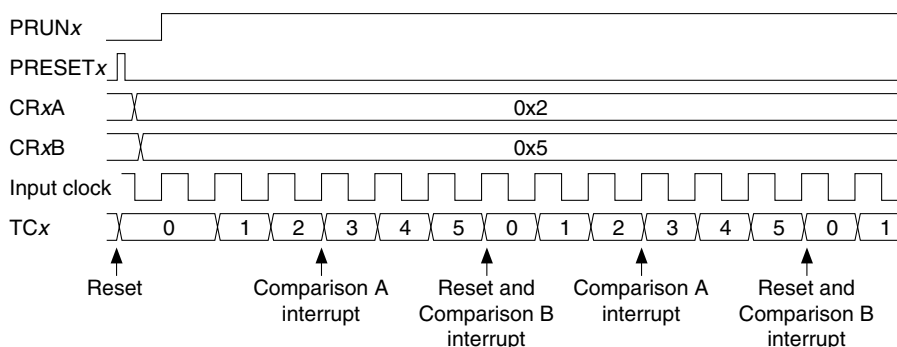 PRUNx
PRESETx
CRxA 0x2
CRxB 0x5
Input clock
TCx 0 1 2 3 4 5 0 1 2 3 4 5 0 1
Reset Comparison A Reset and Comparison A Reset and
interrupt Comparison B interrupt Comparison B
interrupt interrupt